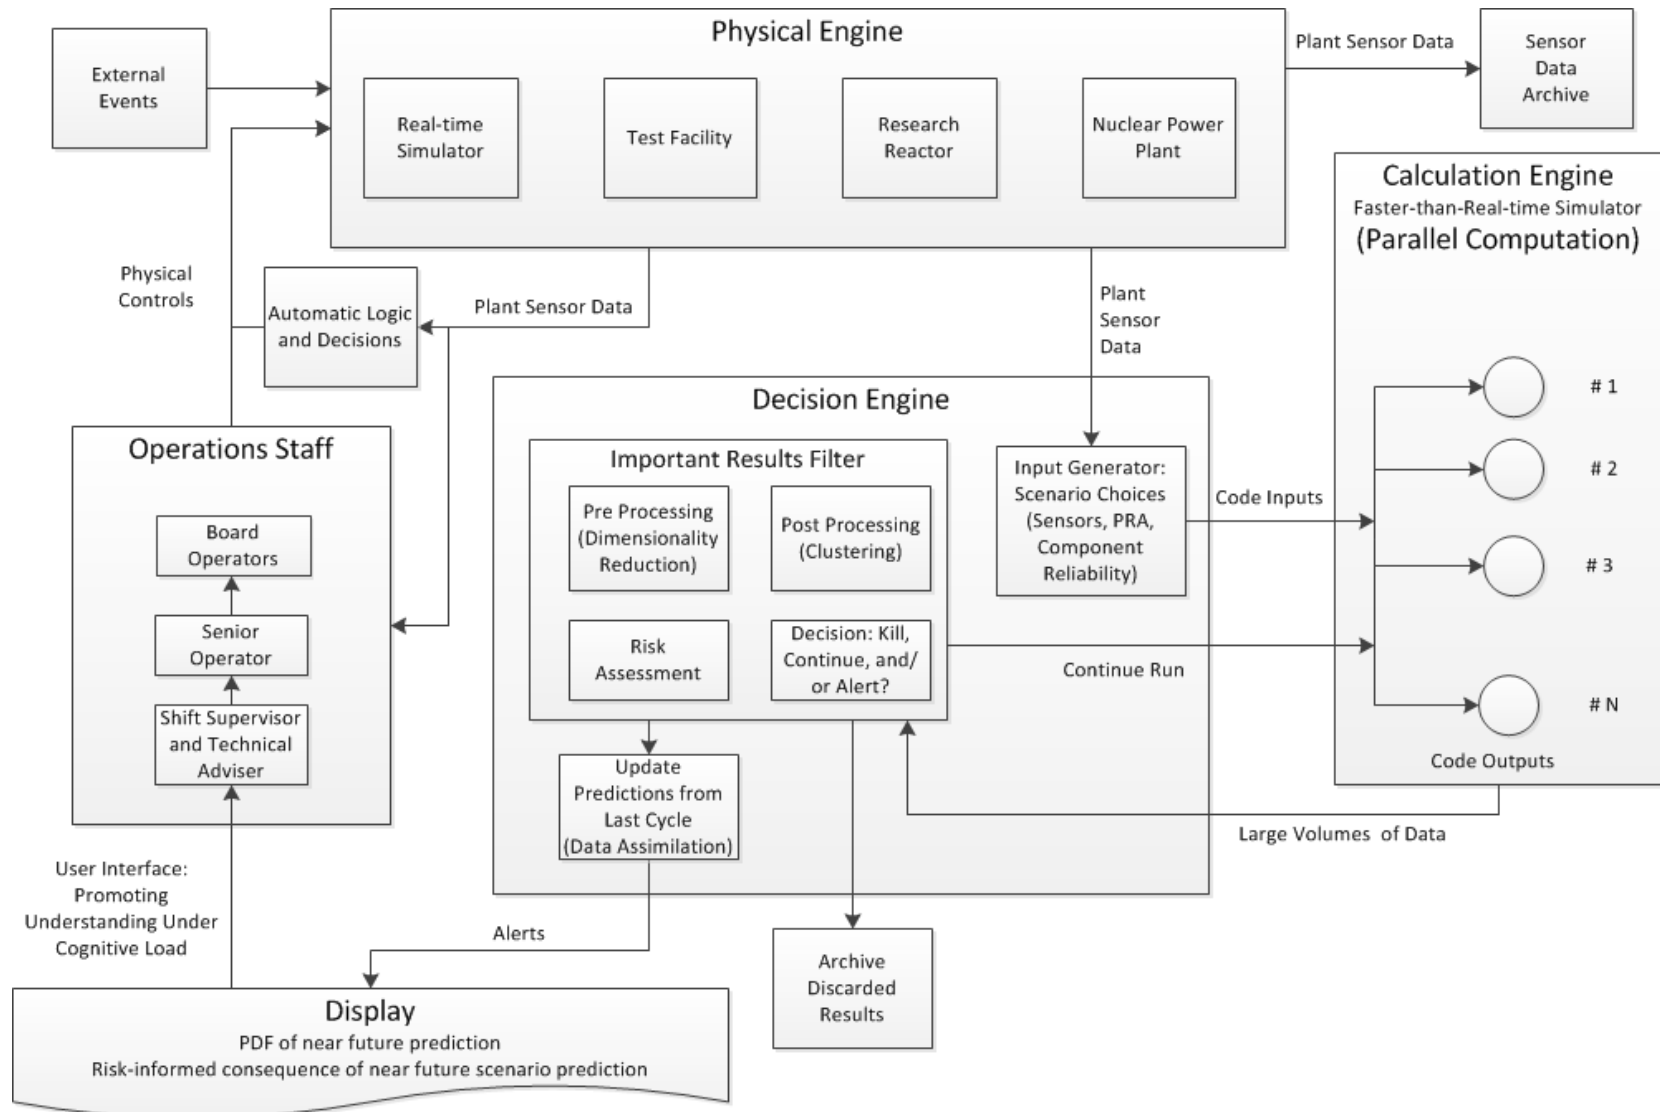 Physical Engine
External
Events
Real-time
Simulator
Test Facility
Research
Reactor
Nuclear Power
Plant
Plant Sensor Data
Sensor
Data
Archive
Calculation Engine
Faster-than-Real-time Simulator
(Parallel Computation)
# 1
# 2
# 3
# N
Code Outputs
Physical
Controls
Automatic Logic
and Decisions
Plant Sensor Data
Plant
Sensor
Data
Operations Staff
Board
Operators
Senior
Operator
Shift Supervisor
and Technical
Adviser
Decision Engine
Important Results Filter
Pre Processing
(Dimensionality
Reduction)
Post Processing
(Clustering)
Risk
Assessment
Decision: Kill,
Continue, and/
or Alert?
Input Generator:
Scenario Choices
(Sensors, PRA,
Component
Reliability)
Code Inputs
Continue Run
Update
Predictions from
Last Cycle
(Data Assimilation)
Large Volumes of Data
User Interface:
Promoting
Understanding Under
Cognitive Load
Alerts
Archive
Discarded
Results
Display
PDF of near future prediction
Risk-informed consequence of near future scenario prediction